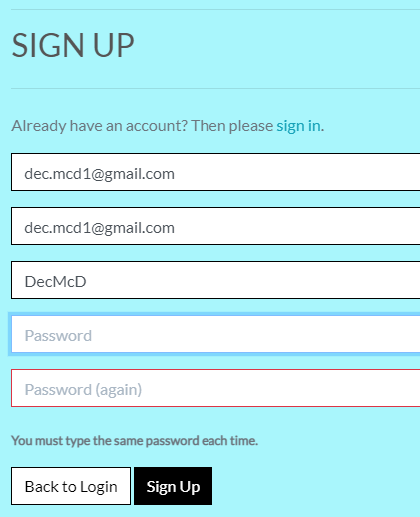 SIGN UP
Already have an account? Then please sign in.
dec.mcd1@gmail.com
dec.mcd1@gmail.com
DecMcD
Password
Password (again)
You must type the same password each time.
Back to Login Sign Up